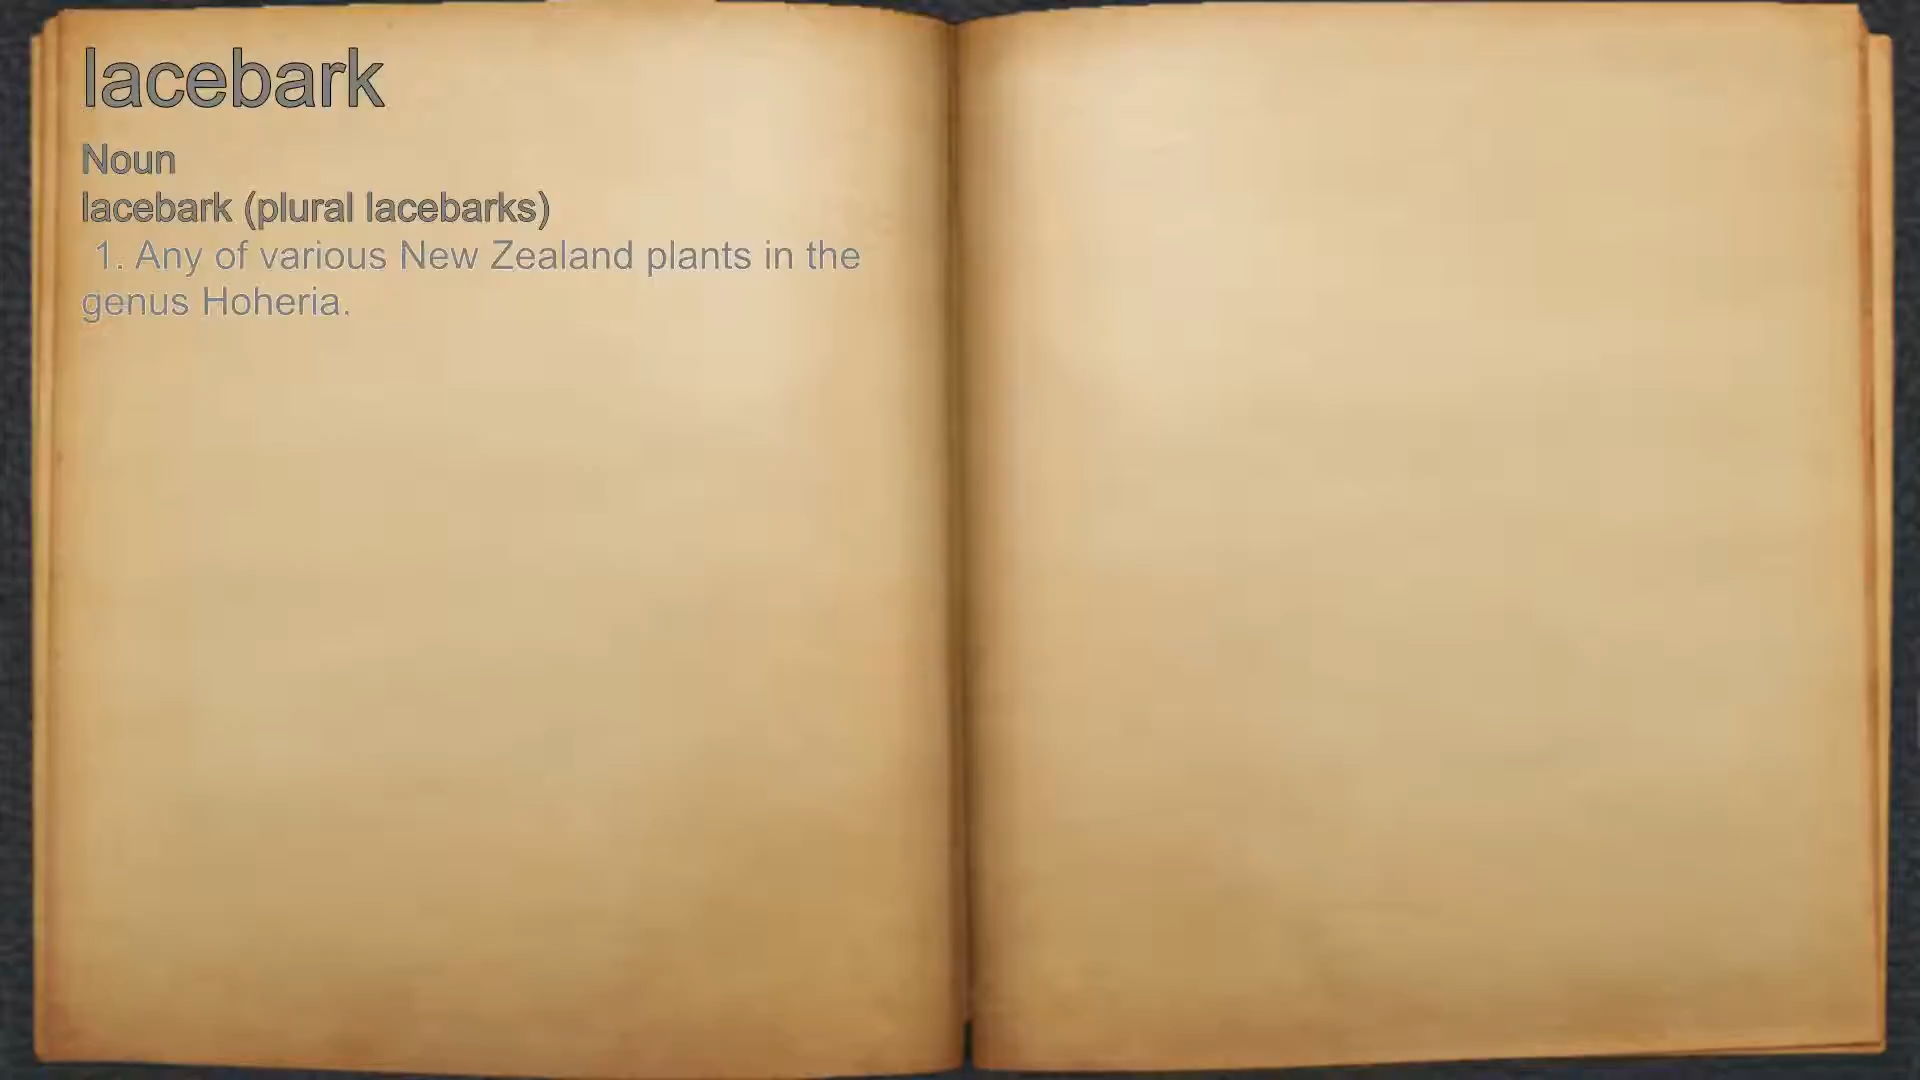 lacebark
Noun
lacebark (plural lacebarks)
1. Any of various New Zealand plants in the
genus Hoheria.